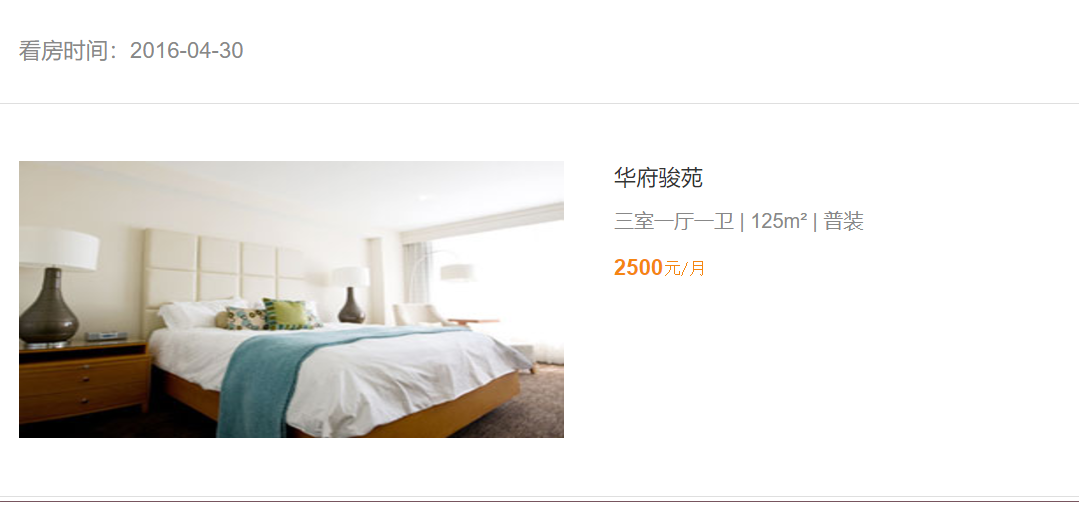 看房时间：2016-04-30
华府骏苑
三室一厅一卫 | 125m² | 普装
2500元/月